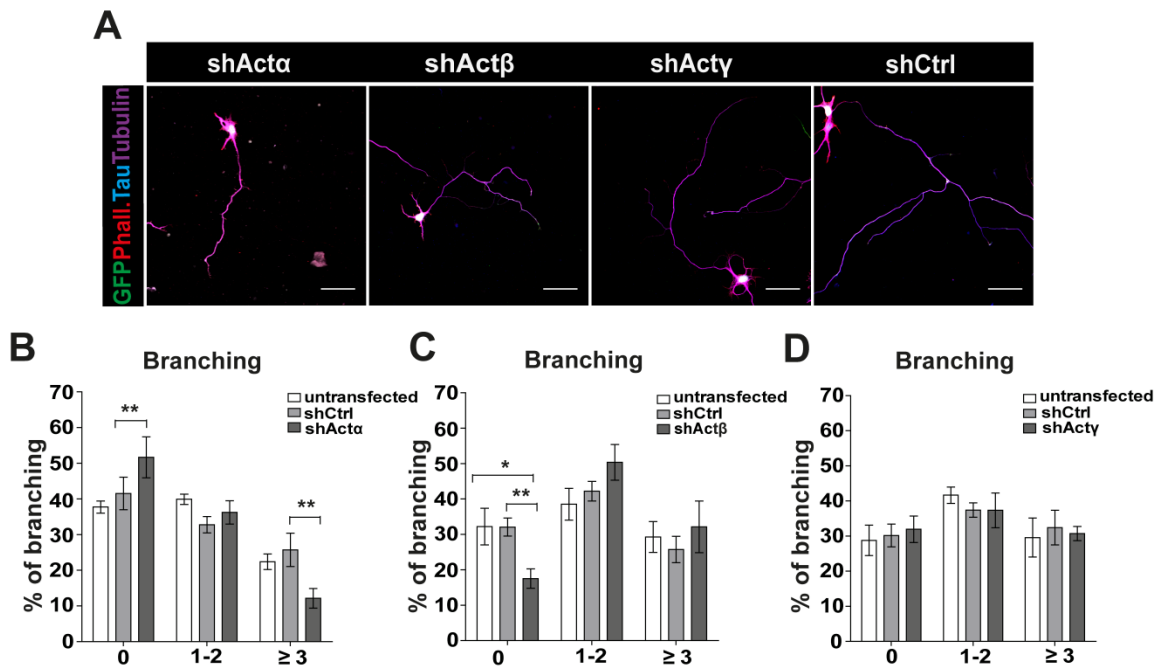 A
shActα shActβ shActγ shCtrl
GFPPhall.TauTubulin
B
Branching
% of branching
70
60
50
40
30
20
10
0
untransfected
shCtrl
shActα
**
**
0 1-2 ≥ 3
C
Branching
% of branching
70
60
50
40
30
20
10
0
untransfected
shCtrl
shActβ
*
**
0 1-2 ≥ 3
D
Branching
% of branching
70
60
50
40
30
20
10
0
untransfected
shCtrl
shActγ
0 1-2 ≥ 3